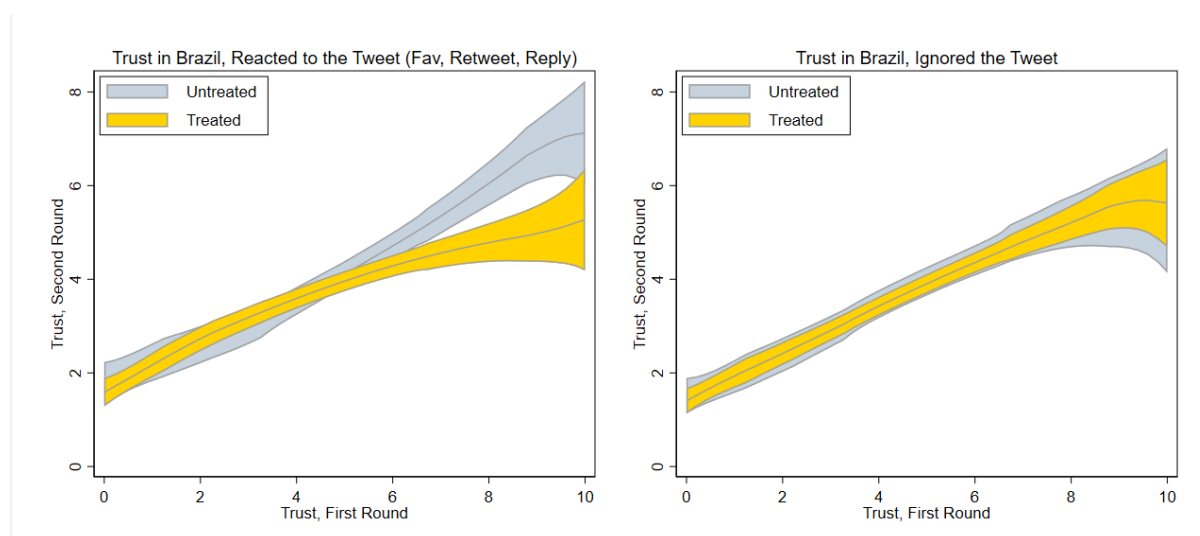 Trust in Brazil, Reacted to the Tweet (Fav, Retweet, Reply)
Untreated
Treated
Trust, Second Round
8
6
4
2
0
0 2 4 6 8 10
Trust, First Round
Trust in Brazil, Ignored the Tweet
Untreated
Treated
Trust, Second Round
8
6
4
2
0
0 2 4 6 8 10
Trust, First Round